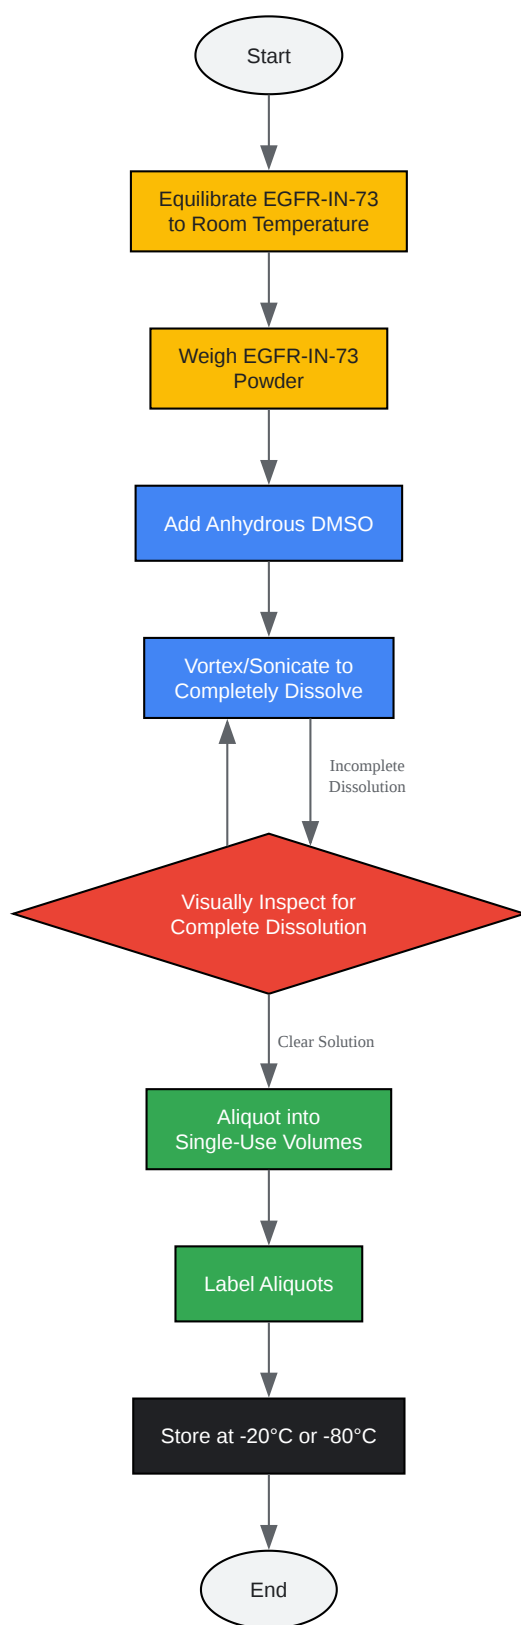 Start
Equilibrate EGFR-IN-73
to Room Temperature
Weigh EGFR-IN-73
Powder
Add Anhydrous DMSO
Vortex/Sonicate to
Completely Dissolve
Incomplete
Dissolution
Visually Inspect for
Complete Dissolution
Clear Solution
Aliquot into
Single-Use Volumes
Label Aliquots
Store at -20°C or -80°C
End